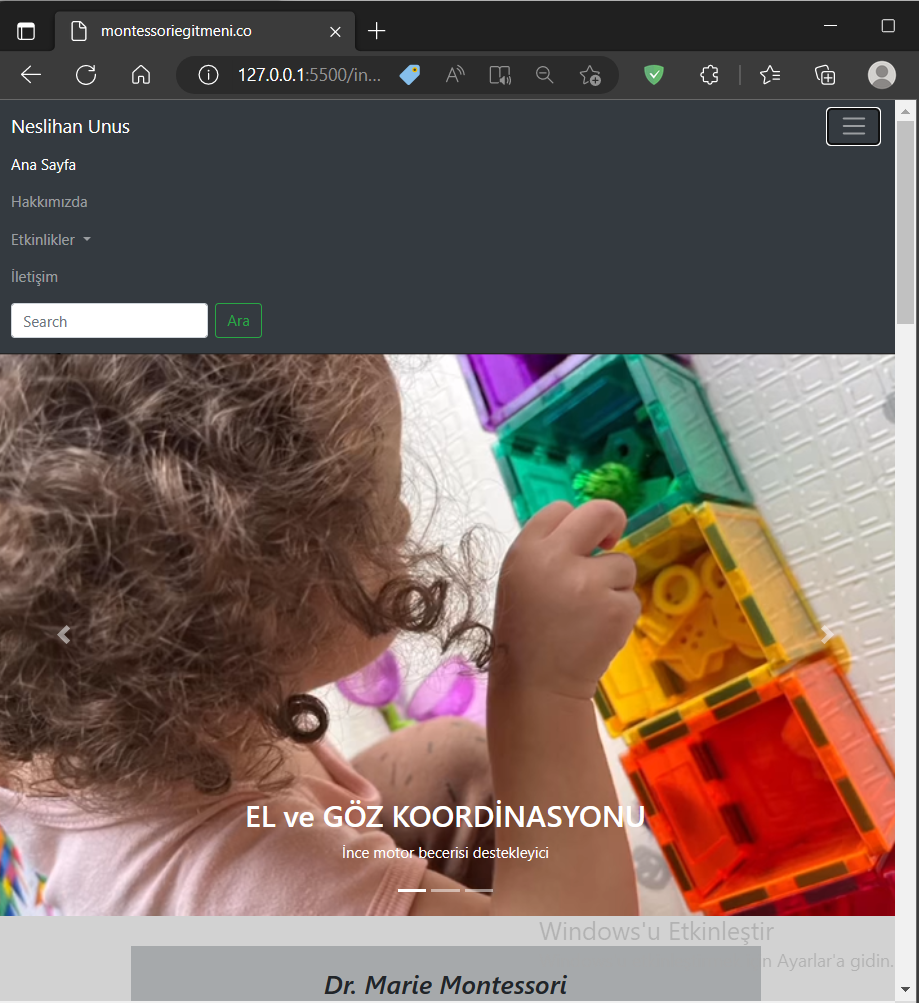 montessoriegitmeni.co
127.0.0.1:5500/in...
Neslihan Unus
Ana Sayfa
Hakkımızda
Etkinlikler
İletişim
Search
Ara
EL ve GÖZ KOORDİNASYONU
İnce motor becerisi destekleyici
Windows'u Etkinleştir
n Ayarlar'a gidin.
Dr. Marie Montessori